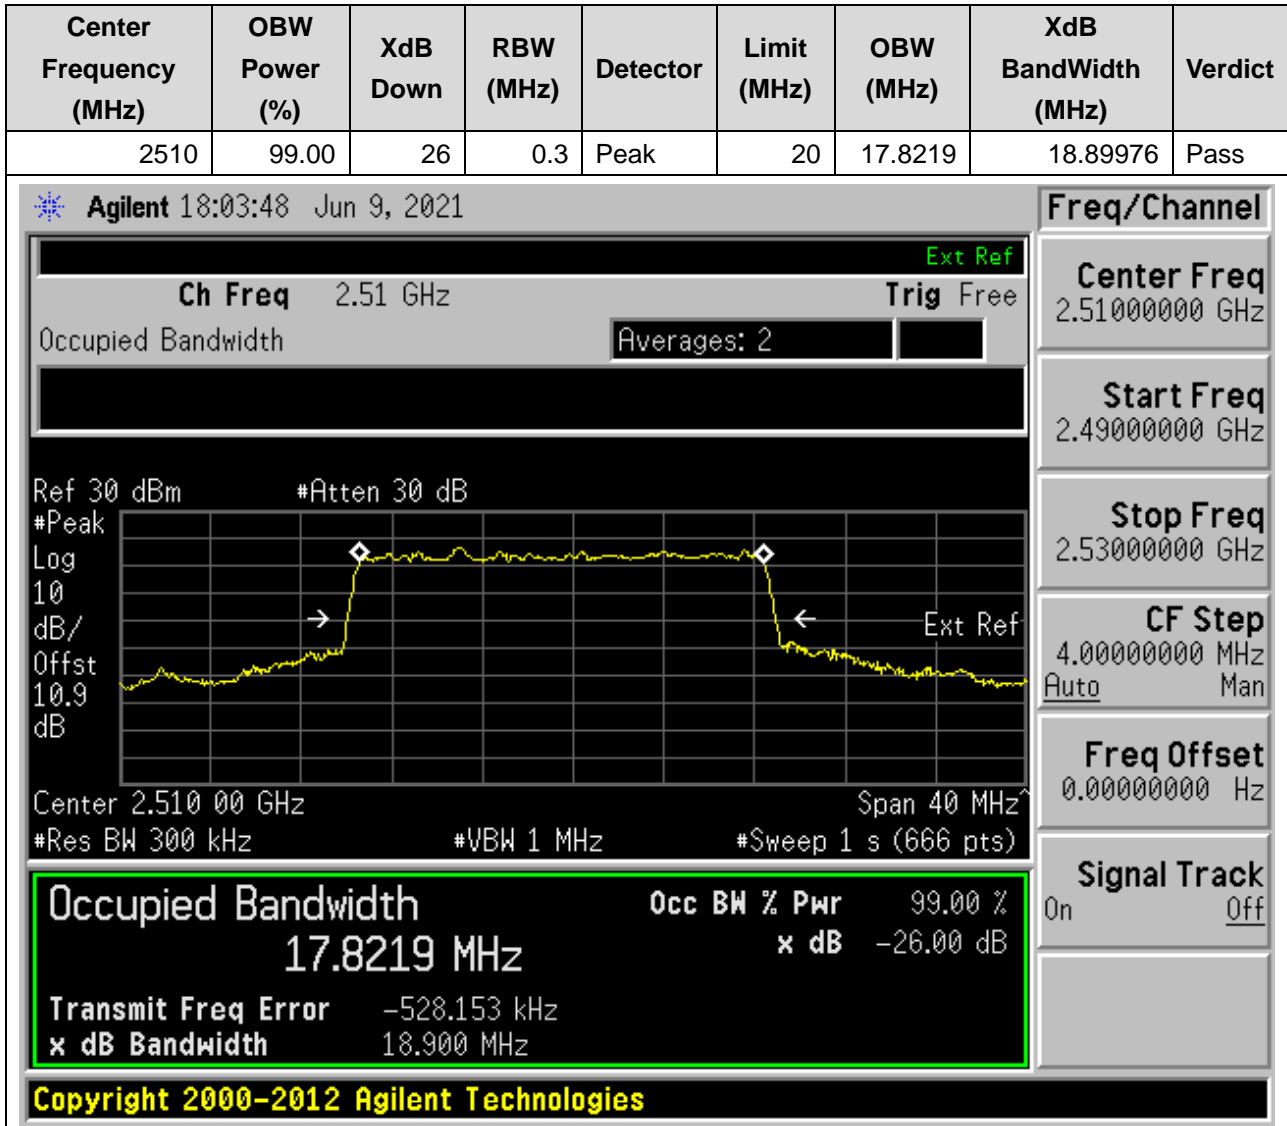 Center Frequency (MHz) OBW Power (%) XdB Down RBW (MHz) Detector Limit (MHz) OBW (MHz) XdB BandWidth (MHz) Verdict
2510 99.00 26 0.3 Peak 20 17.8219 18.89976 Pass
Agilent 18:03:48 Jun 9, 2021
Freq/Channel
Ext Ref
Ch Freq 2.51 GHz Trig Free
Occupied Bandwidth Averages: 2
Center Freq
2.51000000 GHz
Start Freq
2.49000000 GHz
Stop Freq
2.53000000 GHz
CF Step
4.00000000 MHz
Auto Man
Freq Offset
0.00000000 Hz
Signal Track
On Off
Ref 30 dBm #Atten 30 dB
#Peak
Log
10
dB/
Offst
10.9
dB
Ext Ref
Center 2.510 00 GHz Span 40 MHz^
#Res BW 300 kHz #VBW 1 MHz #Sweep 1 s (666 pts)
Occupied Bandwidth
17.8219 MHz
Occ BW % Pwr 99.00 %
x dB -26.00 dB
Transmit Freq Error -528.153 kHz
x dB Bandwidth 18.900 MHz
Copyright 2000-2012 Agilent Technologies